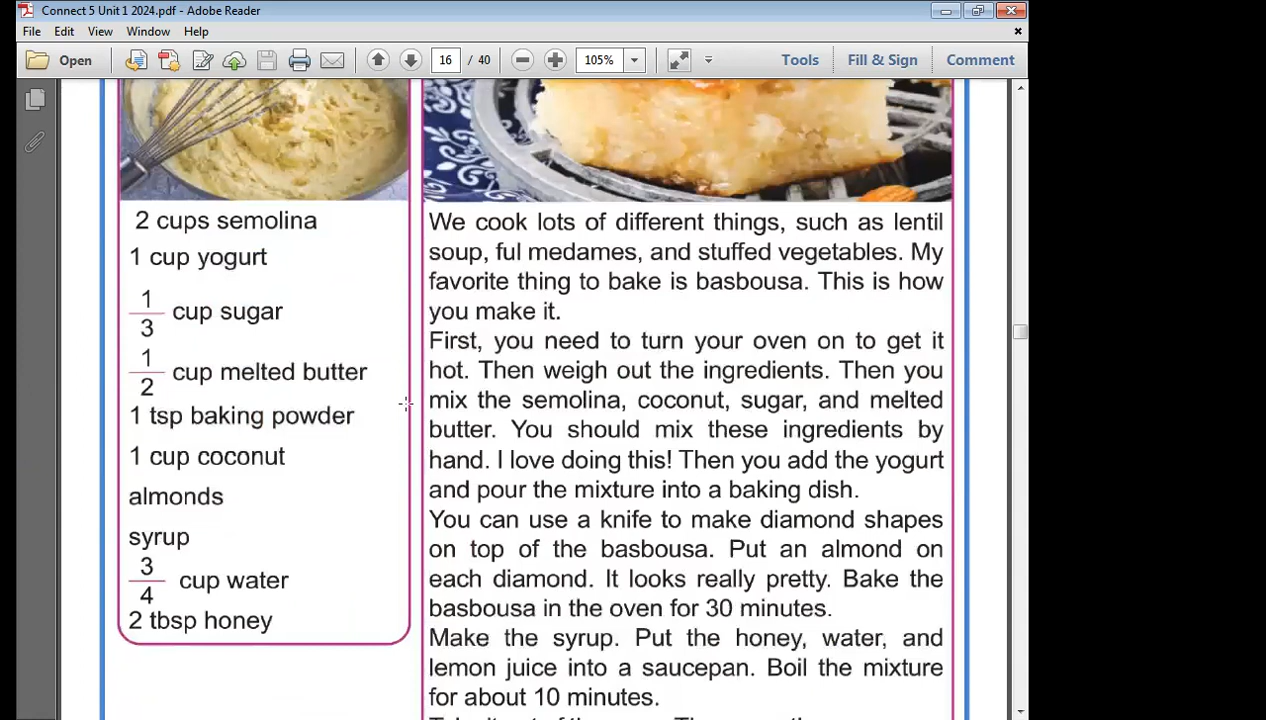 Connect 5 Unit 1 2024.pdf - Adobe Reader
File Edit View Window Help
Open 16 / 40 105% Tools Fill & Sign Comment
2 cups semolina
1 cup yogurt
1/3 cup sugar
1/2 cup melted butter
1 tsp baking powder
1 cup coconut
almonds
syrup
3/4 cup water
2 tbsp honey
We cook lots of different things, such as lentil
soup, ful medames, and stuffed vegetables. My
favorite thing to bake is basbousa. This is how
you make it.
First, you need to turn your oven on to get it
hot. Then weigh out the ingredients. Then you
mix the semolina, coconut, sugar, and melted
butter. You should mix these ingredients by
hand. I love doing this! Then you add the yogurt
and pour the mixture into a baking dish.
You can use a knife to make diamond shapes
on top of the basbousa. Put an almond on
each diamond. It looks really pretty. Bake the
basbousa in the oven for 30 minutes.
Make the syrup. Put the honey, water, and
lemon juice into a saucepan. Boil the mixture
for about 10 minutes.